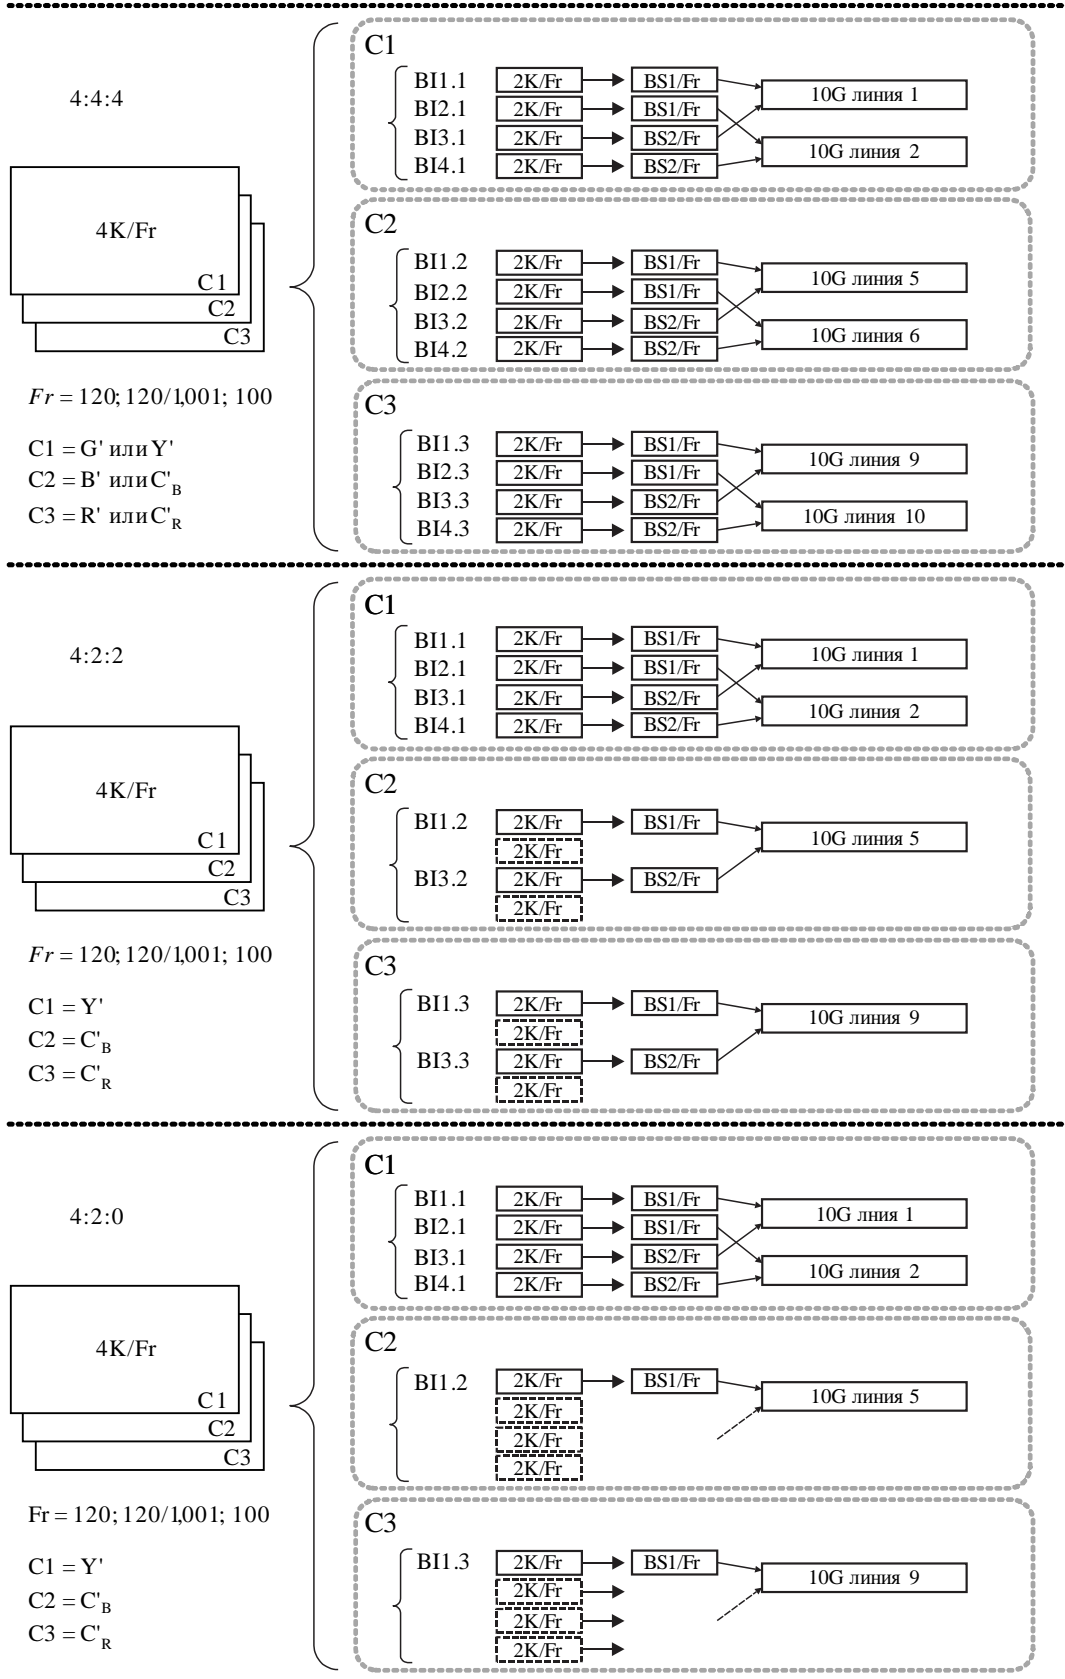 4:4:4
4K/Fr
C1
C2
C3
Fr = 120; 120/1,001; 100
C1 = G' или Y'
C2 = B' или C'B
C3 = R' или C'R
C1
BI1.1 2K/Fr BS1/Fr
BI2.1 2K/Fr BS1/Fr
BI3.1 2K/Fr BS2/Fr
BI4.1 2K/Fr BS2/Fr
10G линия 1
10G линия 2
C2
BI1.2 2K/Fr BS1/Fr
BI2.2 2K/Fr BS1/Fr
BI3.2 2K/Fr BS2/Fr
BI4.2 2K/Fr BS2/Fr
10G линия 5
10G линия 6
C3
BI1.3 2K/Fr BS1/Fr
BI2.3 2K/Fr BS1/Fr
BI3.3 2K/Fr BS2/Fr
BI4.3 2K/Fr BS2/Fr
10G линия 9
10G линия 10
4:2:2
4K/Fr
C1
C2
C3
Fr = 120; 120/1,001; 100
C1 = Y'
C2 = C'B
C3 = C'R
C1
BI1.1 2K/Fr BS1/Fr
BI2.1 2K/Fr BS1/Fr
BI3.1 2K/Fr BS2/Fr
BI4.1 2K/Fr BS2/Fr
10G линия 1
10G линия 2
C2
BI1.2 2K/Fr BS1/Fr
2K/Fr
BI3.2 2K/Fr BS2/Fr
2K/Fr
10G линия 5
C3
BI1.3 2K/Fr BS1/Fr
2K/Fr
BI3.3 2K/Fr BS2/Fr
2K/Fr
10G линия 9
4:2:0
4K/Fr
C1
C2
C3
Fr = 120; 120/1,001; 100
C1 = Y'
C2 = C'B
C3 = C'R
C1
BI1.1 2K/Fr BS1/Fr
BI2.1 2K/Fr BS1/Fr
BI3.1 2K/Fr BS2/Fr
BI4.1 2K/Fr BS2/Fr
10G лния 1
10G линия 2
C2
BI1.2 2K/Fr BS1/Fr
2K/Fr
2K/Fr
2K/Fr
10G линия 5
C3
BI1.3 2K/Fr BS1/Fr
2K/Fr
2K/Fr
2K/Fr
10G линия 9